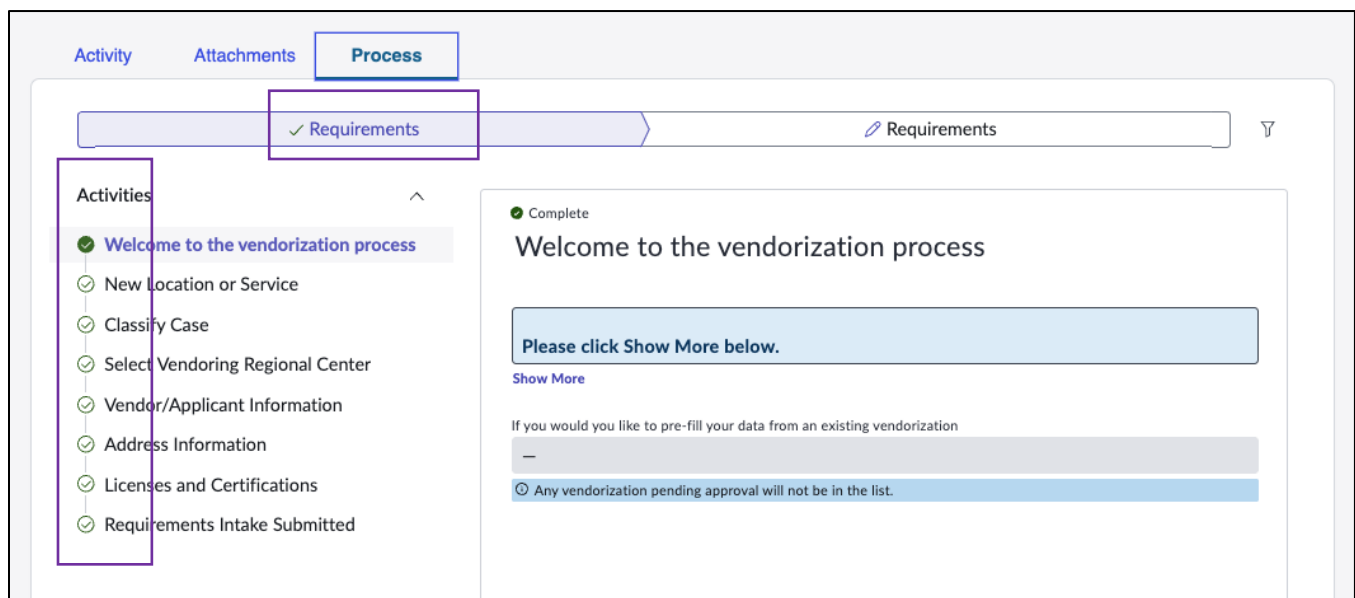 Activity Attachments Process
Requirements Requirements
Activities
Welcome to the vendorization process
New Location or Service
Classify Case
Select Vendoring Regional Center
Vendor/Applicant Information
Address Information
Licenses and Certifications
Requirements Intake Submitted
Complete
Welcome to the vendorization process
Please click Show More below.
Show More
If you would you like to pre-fill your data from an existing vendorization
—
Any vendorization pending approval will not be in the list.